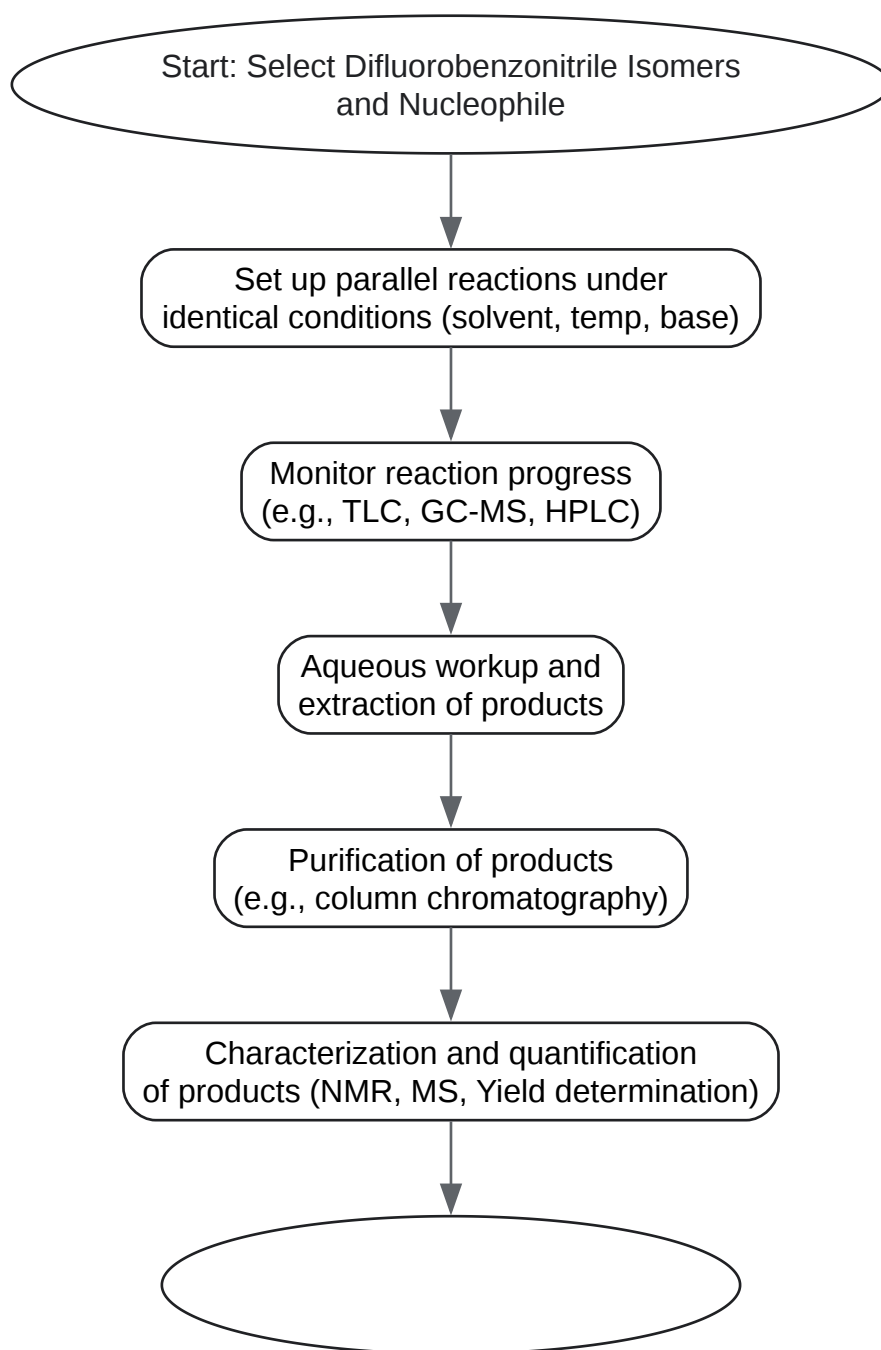 Start: Select Difluorobenzonitrile Isomers
and Nucleophile
Set up parallel reactions under
identical conditions (solvent, temp, base)
Monitor reaction progress
(e.g., TLC, GC-MS, HPLC)
Aqueous workup and
extraction of products
Purification of products
(e.g., column chromatography)
Characterization and quantification
of products (NMR, MS, Yield determination)